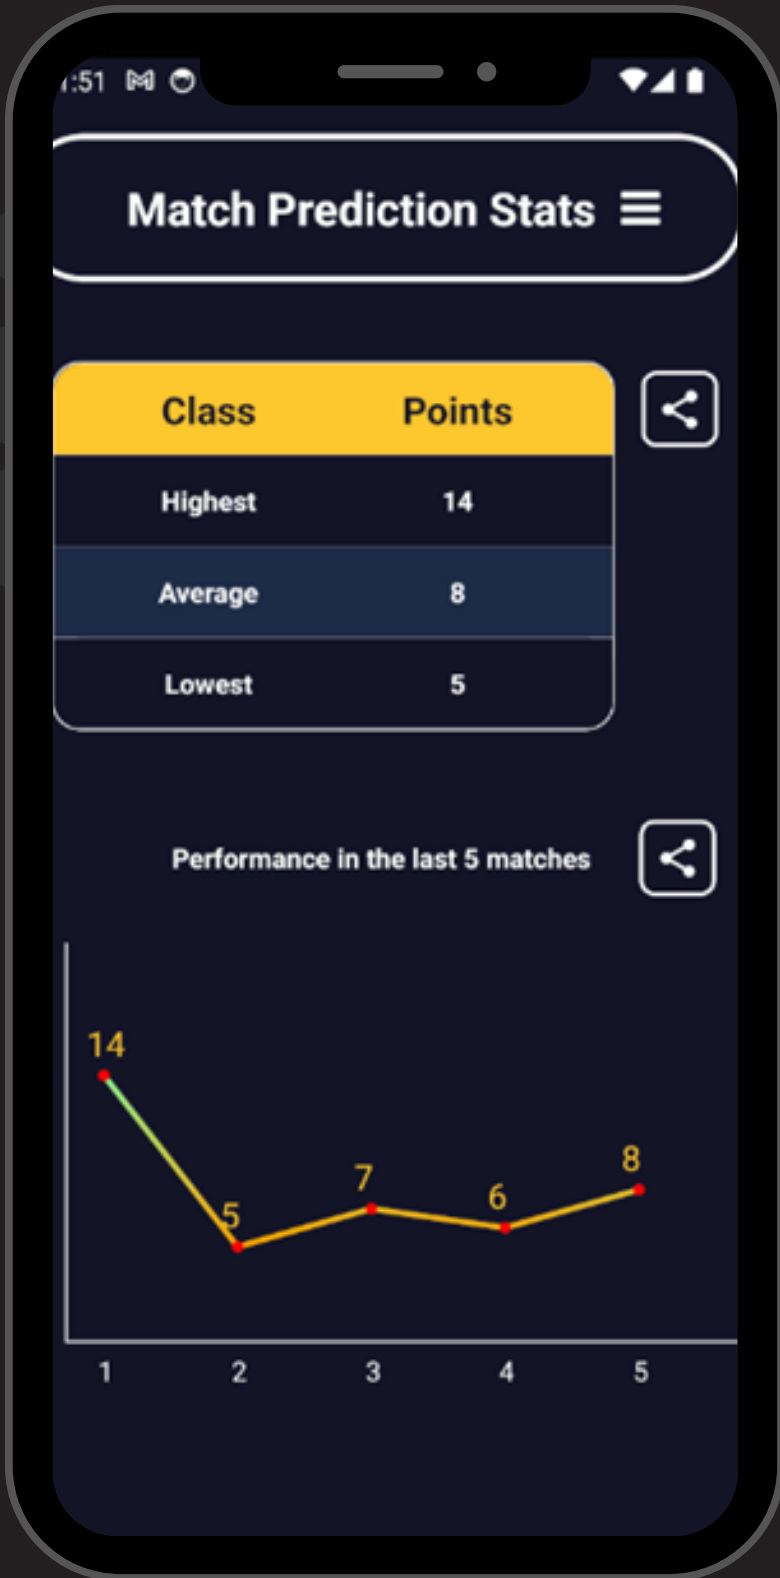 :51
Match Prediction Stats
Class Points
Highest 14
Average 8
Lowest 5
Performance in the last 5 matches
14
5
7
6
8
1 2 3 4 5